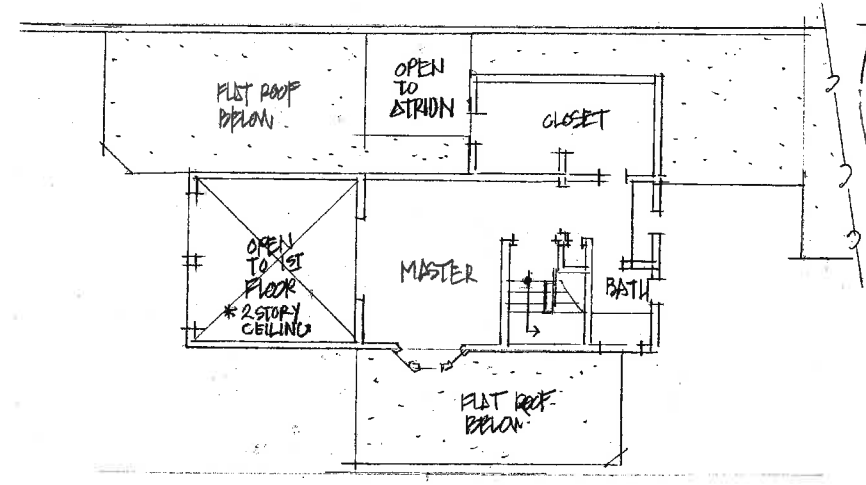 FLAT ROOF
BELOW.
OPEN
TO
ATRIUM
CLOSET
OPEN
TO 1ST
FLOOR
* 2 STORY
CEILING
MASTER
BATH
FLAT ROOF
BELOW.